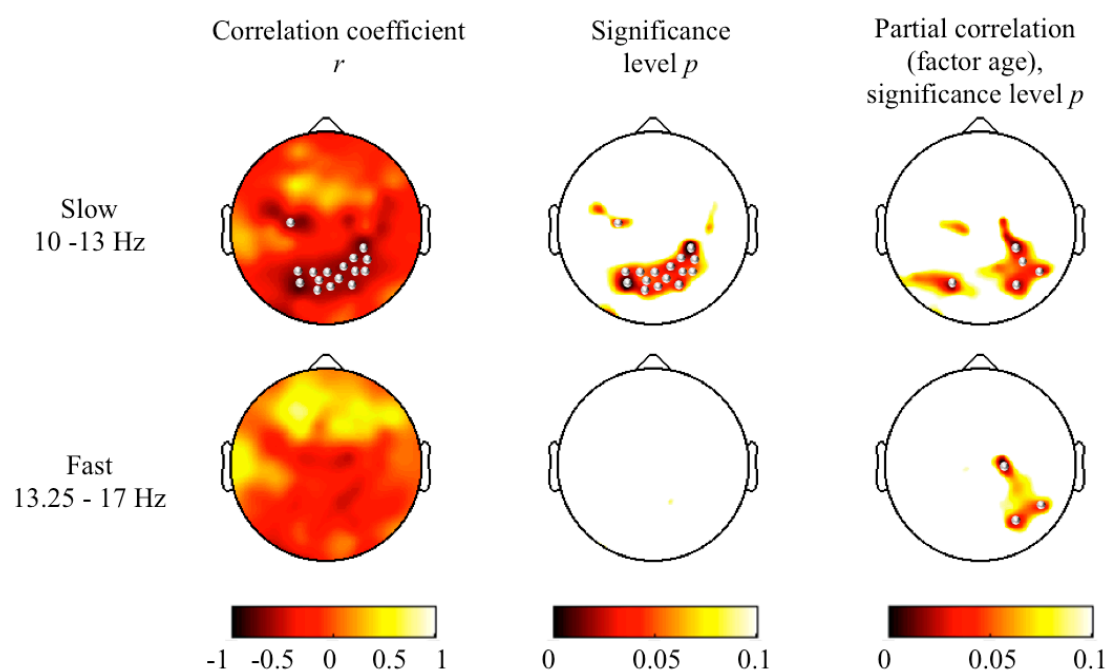 Correlation coefficient
r
Significance
level p
Partial correlation
(factor age),
significance level p
Slow
10 -13 Hz
Fast
13.25 - 17 Hz
-1 -0.5 0 0.5 1
0 0.05 0.1
0 0.05 0.1